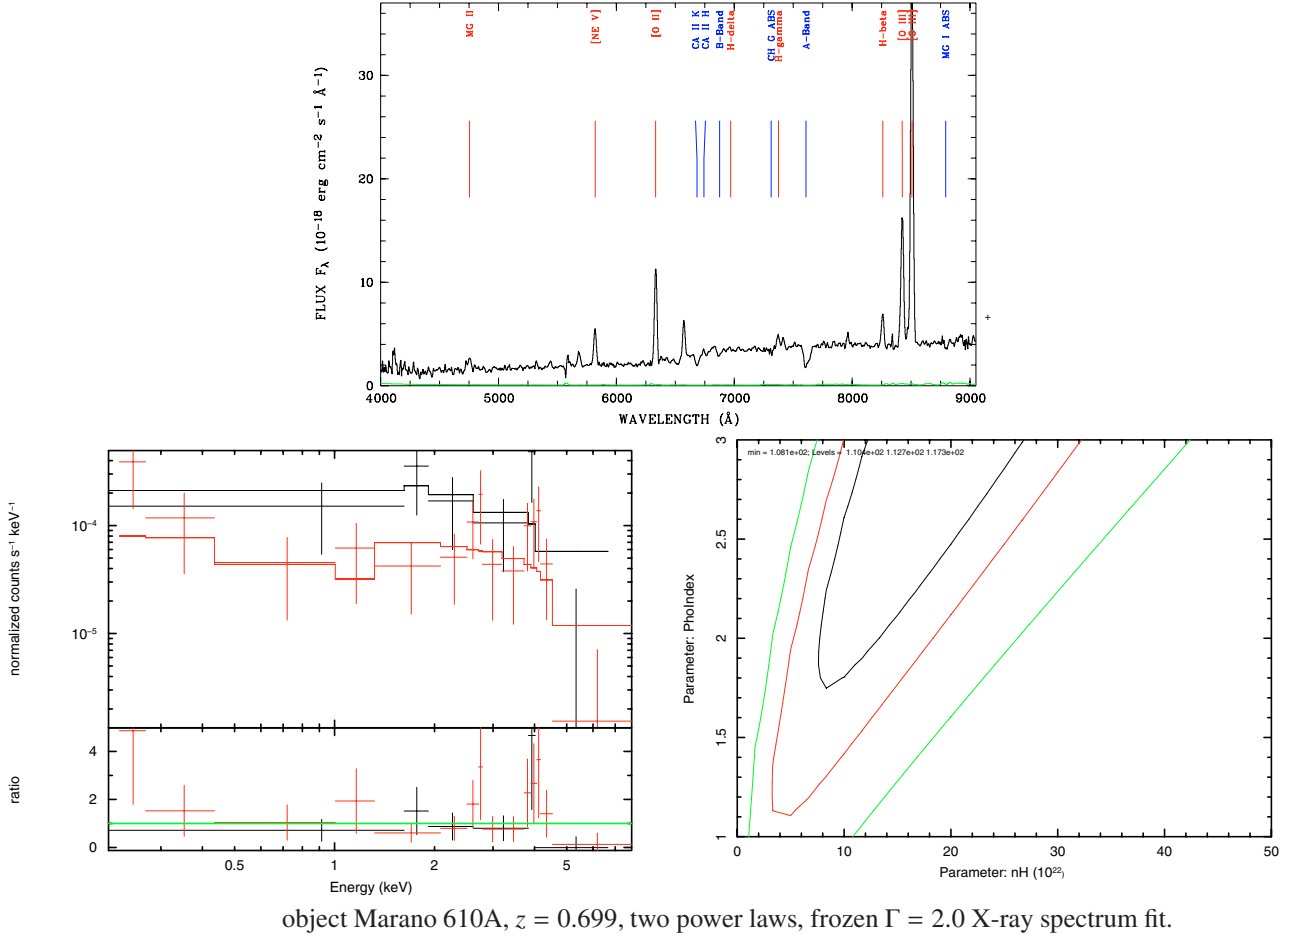 MG II
[NE V]
[O II]
CA II K
CA II H
B-Band
H-delta
CH G ABS
H-gamma
A-Band
H-beta
[O III]
[O III]
MG I ABS
FLUX Fλ (10⁻¹⁸ erg cm⁻² s⁻¹ Å⁻¹)
30
20
10
0
4000 5000 6000 7000 8000 9000
WAVELENGTH (Å)
normalized counts s⁻¹ keV⁻¹
10⁻⁴
10⁻⁵
ratio
4
2
0
0.5 1 2 5
Energy (keV)
min = 1.081e+02; Levels = 1.104e+02 1.127e+02 1.173e+02
Parameter: PhoIndex
3
2.5
2
1.5
1
0 10 20 30 40 50
Parameter: nH (10²²)
object Marano 610A, z = 0.699, two power laws, frozen Γ = 2.0 X-ray spectrum fit.